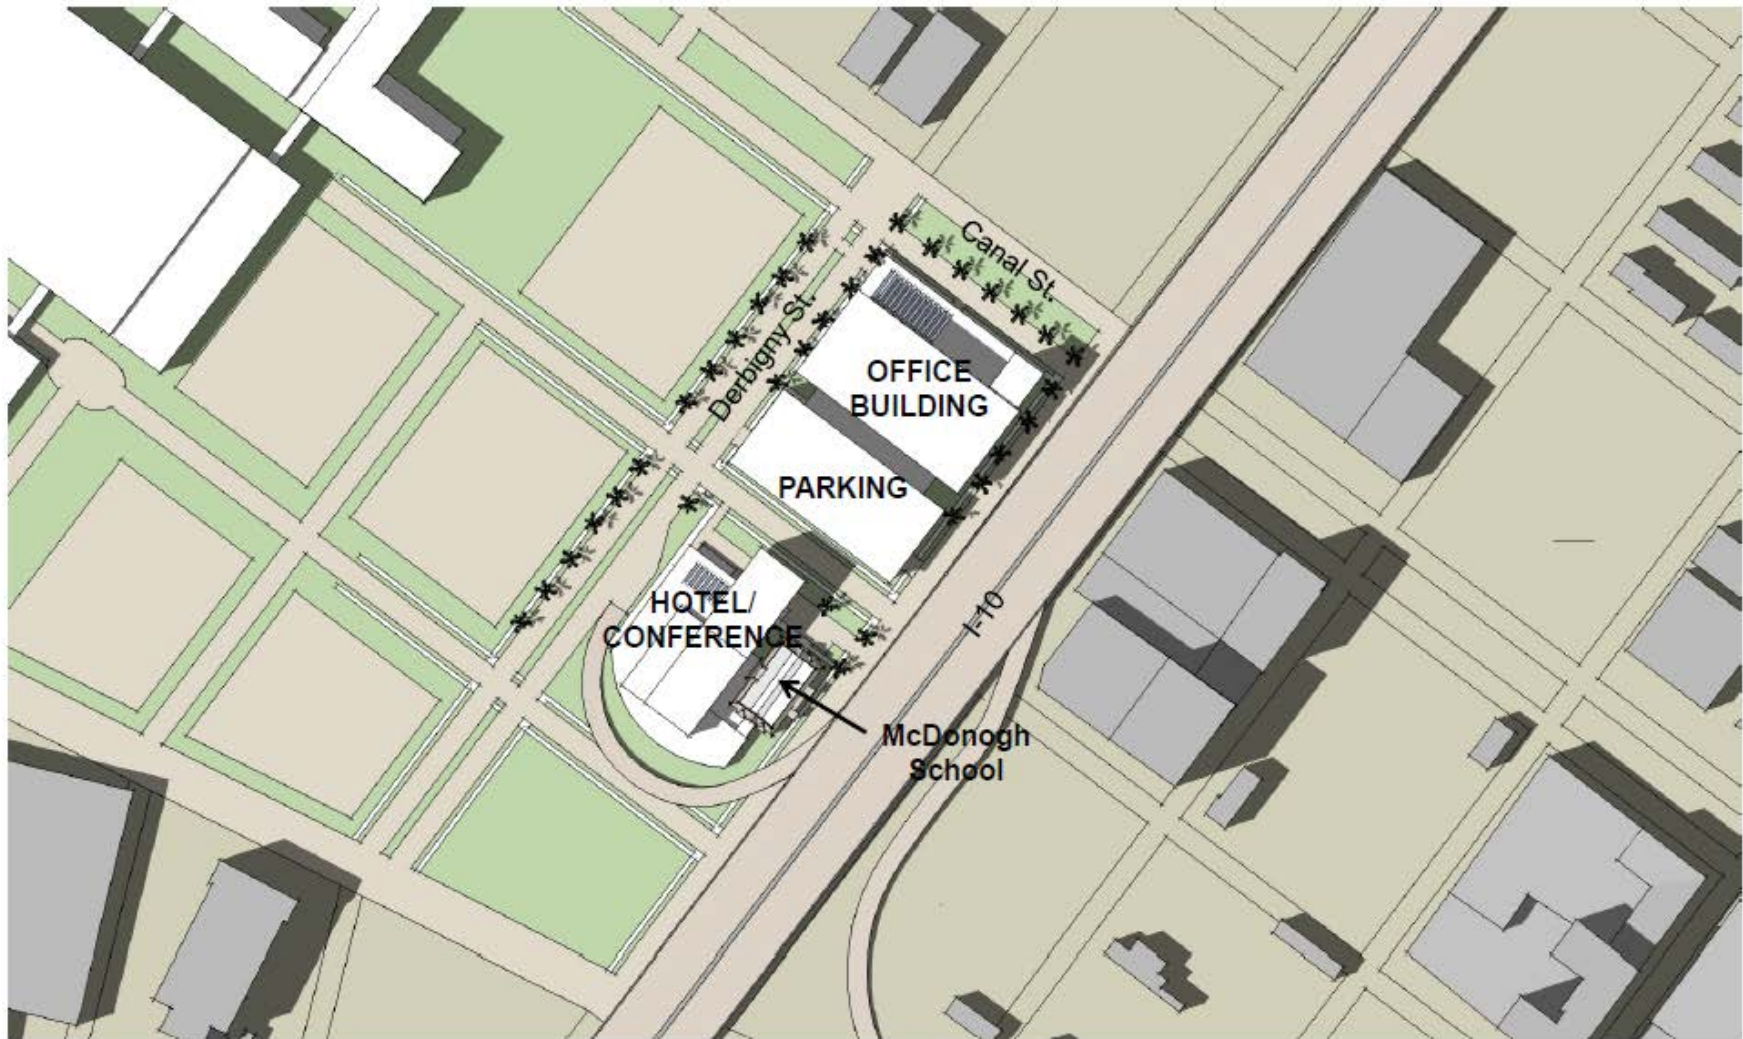 Canal St.
Derbigny St.
OFFICE
BUILDING
PARKING
HOTEL/
CONFERENCE
I-10
McDonogh
School